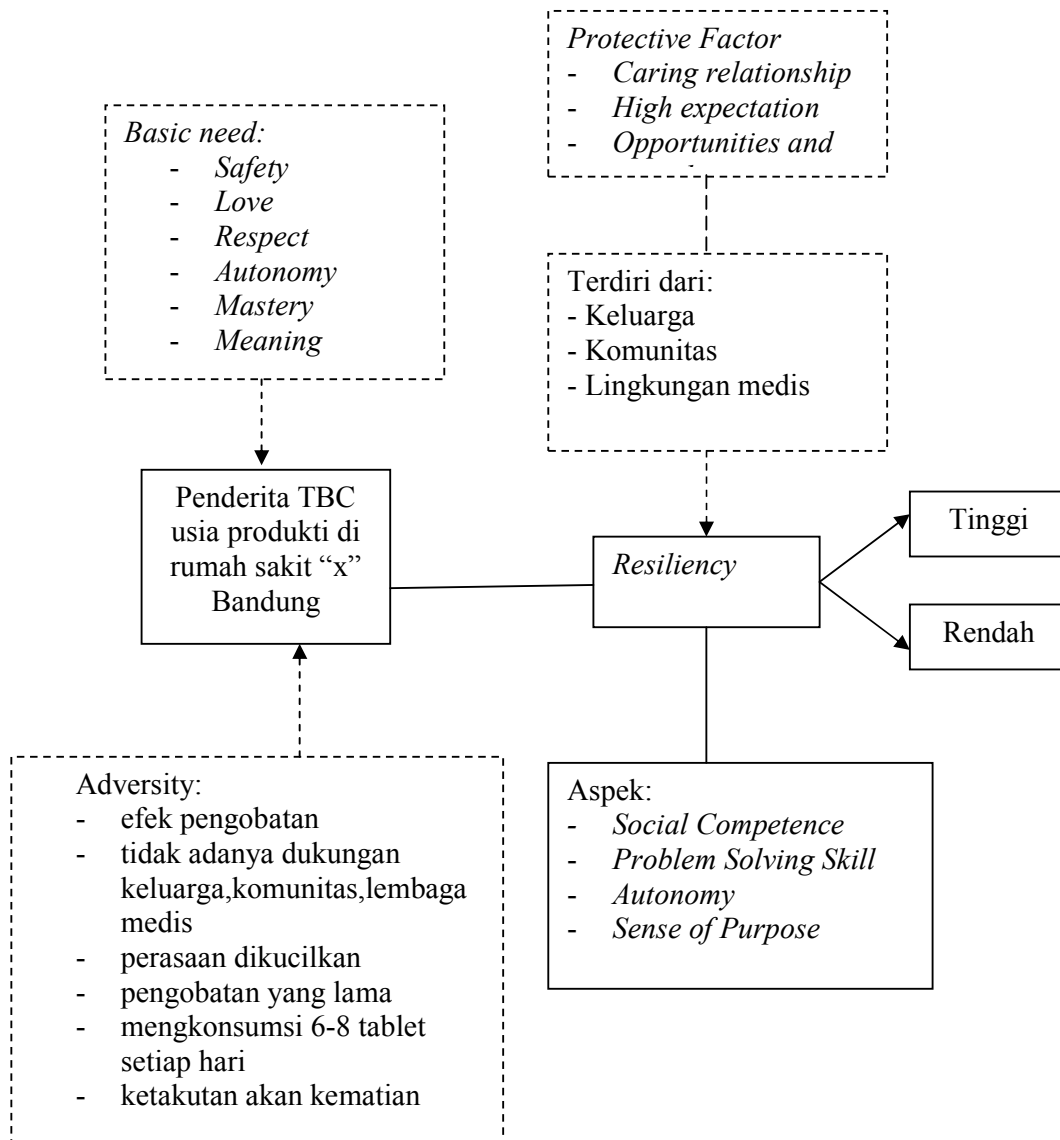 Protective Factor
- Caring relationship
- High expectation
- Opportunities and
Basic need:
- Safety
- Love
- Respect
- Autonomy
- Mastery
- Meaning
Terdiri dari:
- Keluarga
- Komunitas
- Lingkungan medis
Penderita TBC
usia produkti di
rumah sakit “x”
Bandung
Resiliency
Tinggi
Rendah
Adversity:
- efek pengobatan
- tidak adanya dukungan
keluarga,komunitas,lembaga
medis
- perasaan dikucilkan
- pengobatan yang lama
- mengkonsumsi 6-8 tablet
setiap hari
- ketakutan akan kematian
Aspek:
- Social Competence
- Problem Solving Skill
- Autonomy
- Sense of Purpose